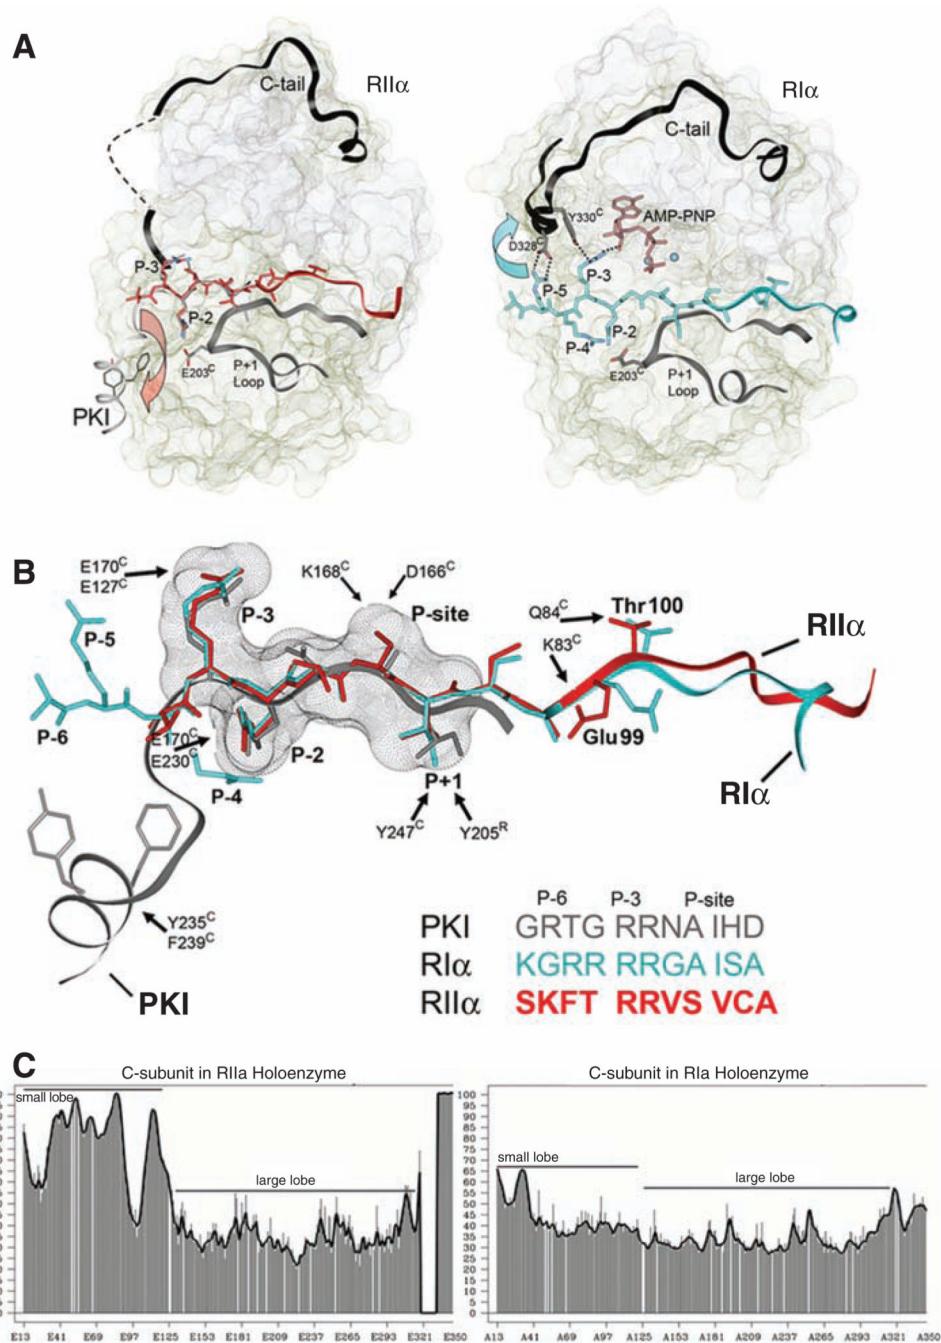 A
C-tail
RIIα
P-3
P-2
E203C
P+1
Loop
PKI
RIα
C-tail
Y330C
AMP-PNP
D328C
P-3
P-5
P-4
P-2
E203C
P+1
Loop
B
E170C
E127C
K168C
D166C
P-3
P-site
P-5
Q84C
Thr100
RIIα
K83C
P-6
E170C
E230C
P-2
Glu99
P-4
P+1
RIα
Y247C
Y205R
Y235C
F239C
PKI
P-6 P-3 P-site
PKI GRTG RRNA IHD
RIα KGRR RRGA ISA
RIIα SKFT RRVS VCA
C
C-subunit in RIIa Holoenzyme
small lobe
large lobe
E13 E41 E69 E97 E125 E153 E181 E209 E237 E265 E293 E321 E350
C-subunit in RIa Holoenzyme
100
95
90
85
80
75
70
65
60
55
50
45
40
35
30
25
20
15
10
5
0
small lobe
large lobe
A13 A41 A69 A97 A125 A153 A181 A209 A237 A265 A293 A321